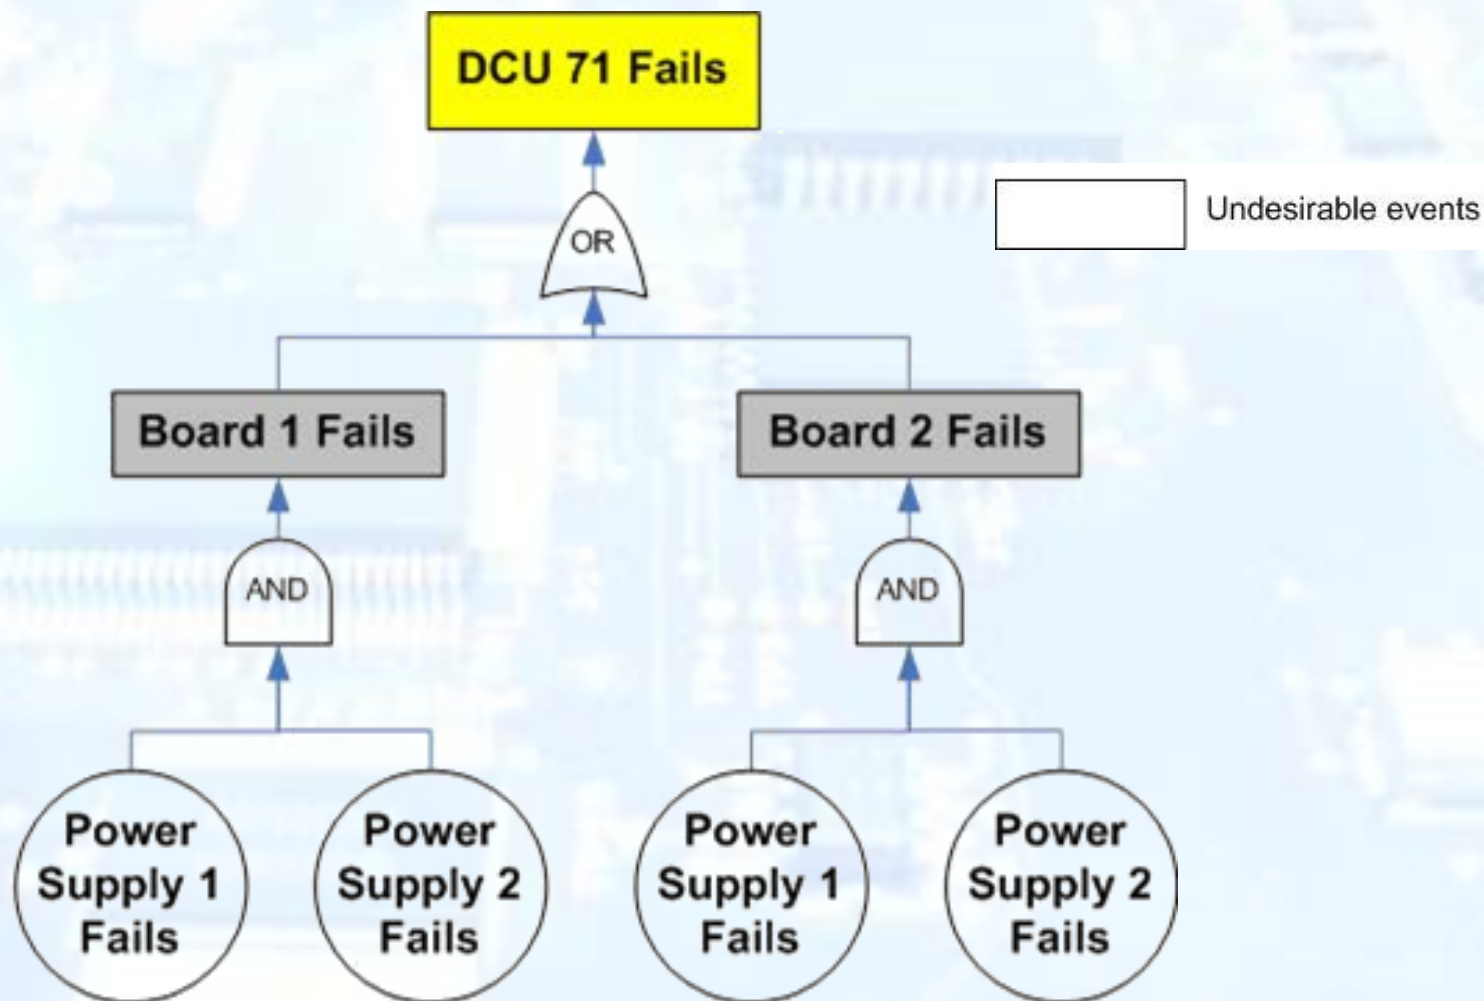 DCU 71 Fails
OR
Undesirable events
Board 1 Fails
Board 2 Fails
AND
AND
Power
Supply 1
Fails
Power
Supply 2
Fails
Power
Supply 1
Fails
Power
Supply 2
Fails